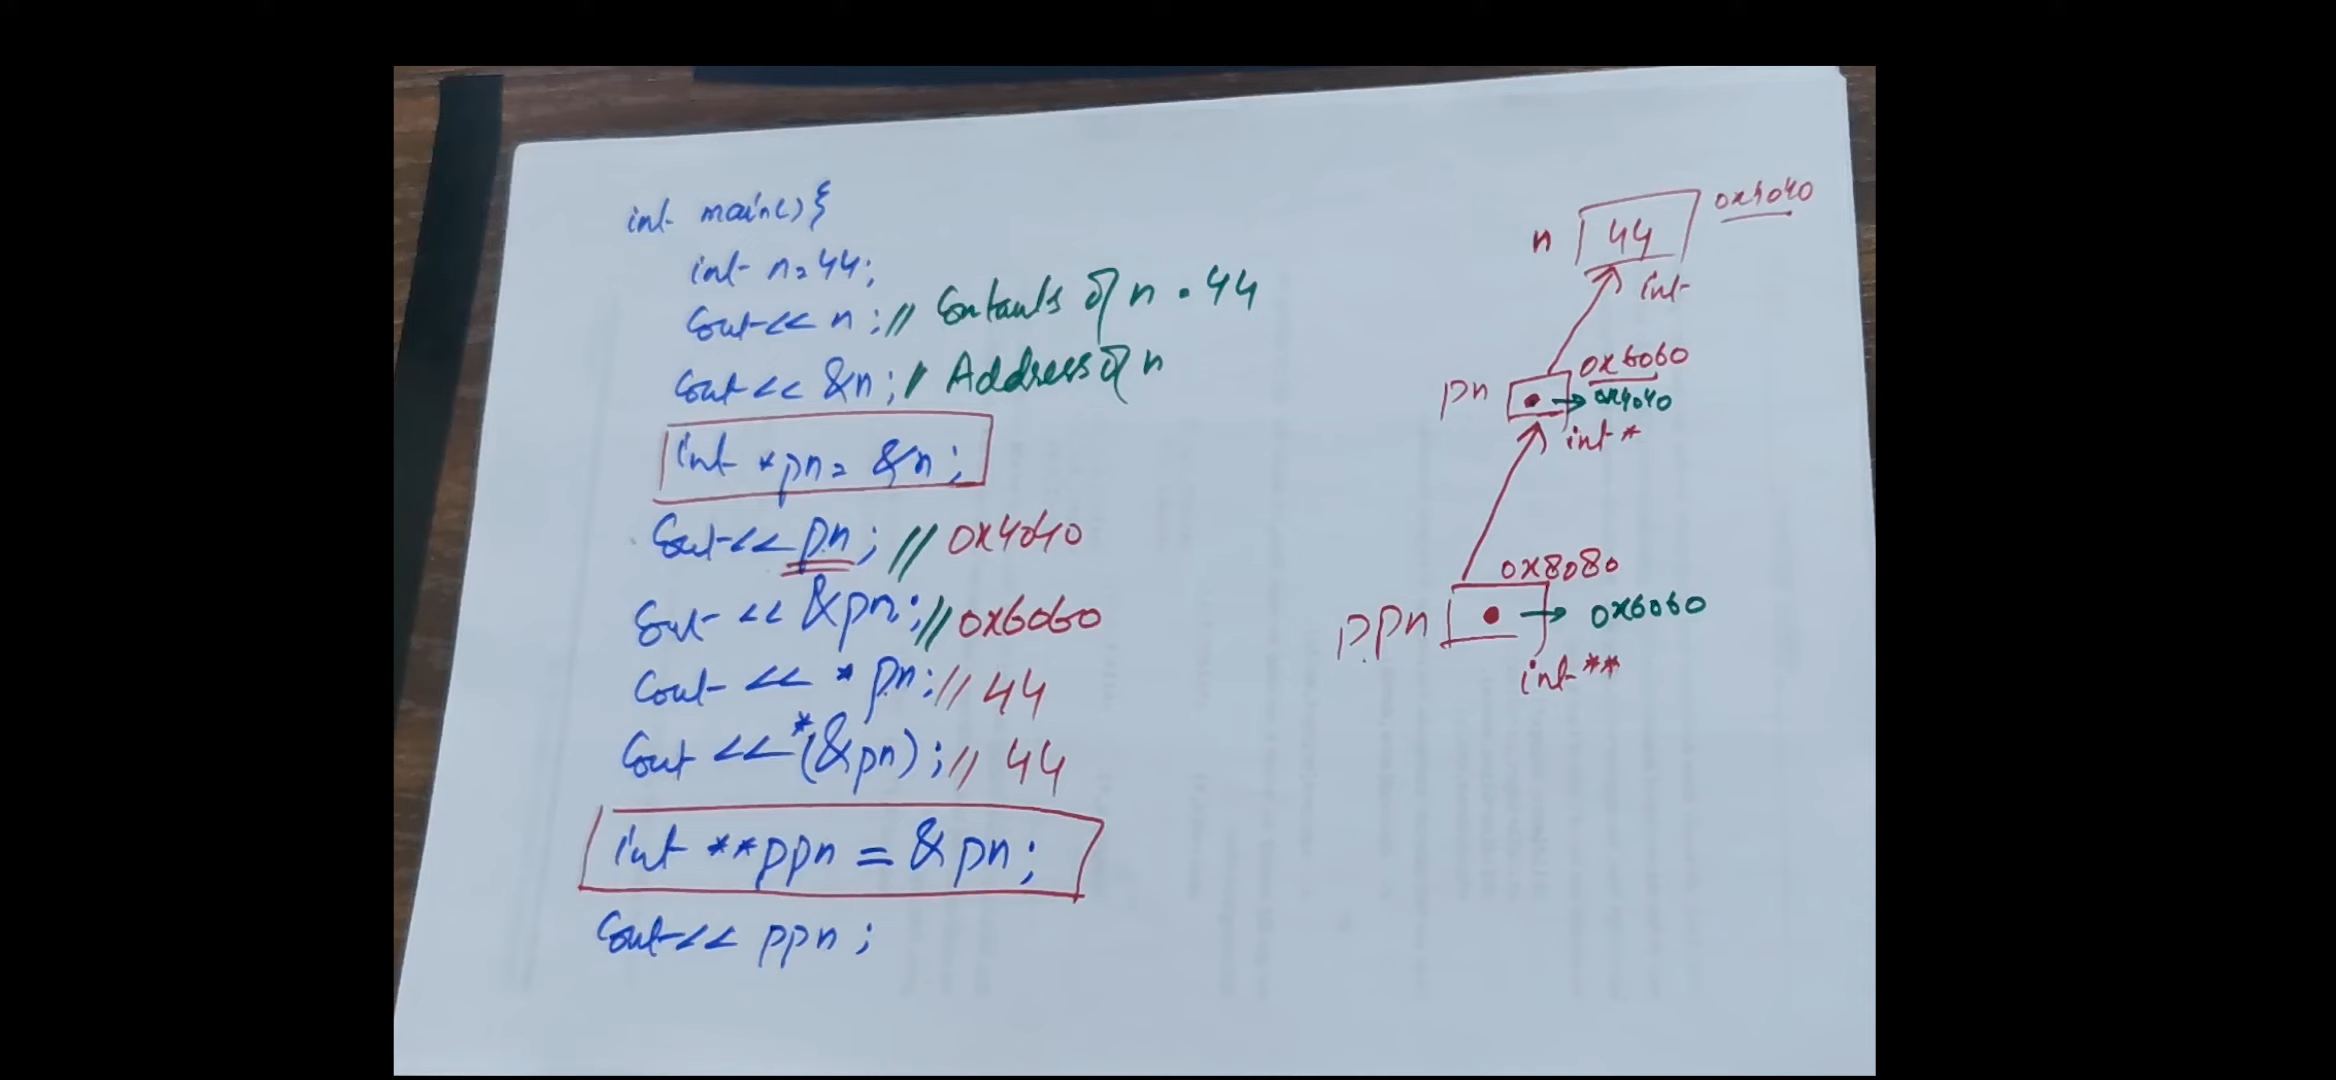 int main() {
int n = 44;
Cout << n; // Contants of n . 44
Cout << &n; // Address of n
int *pn = &n;
Cout << pn; // 0x4040
Cout << &pn; // 0x6060
Cout << *pn; // 44
Cout << *(&pn); // 44
int **ppn = &pn;
Cout << ppn;
0x4040
n 44
int
0x6060
pn → 0x4040
int *
0x8080
ppn → 0x6060
int **